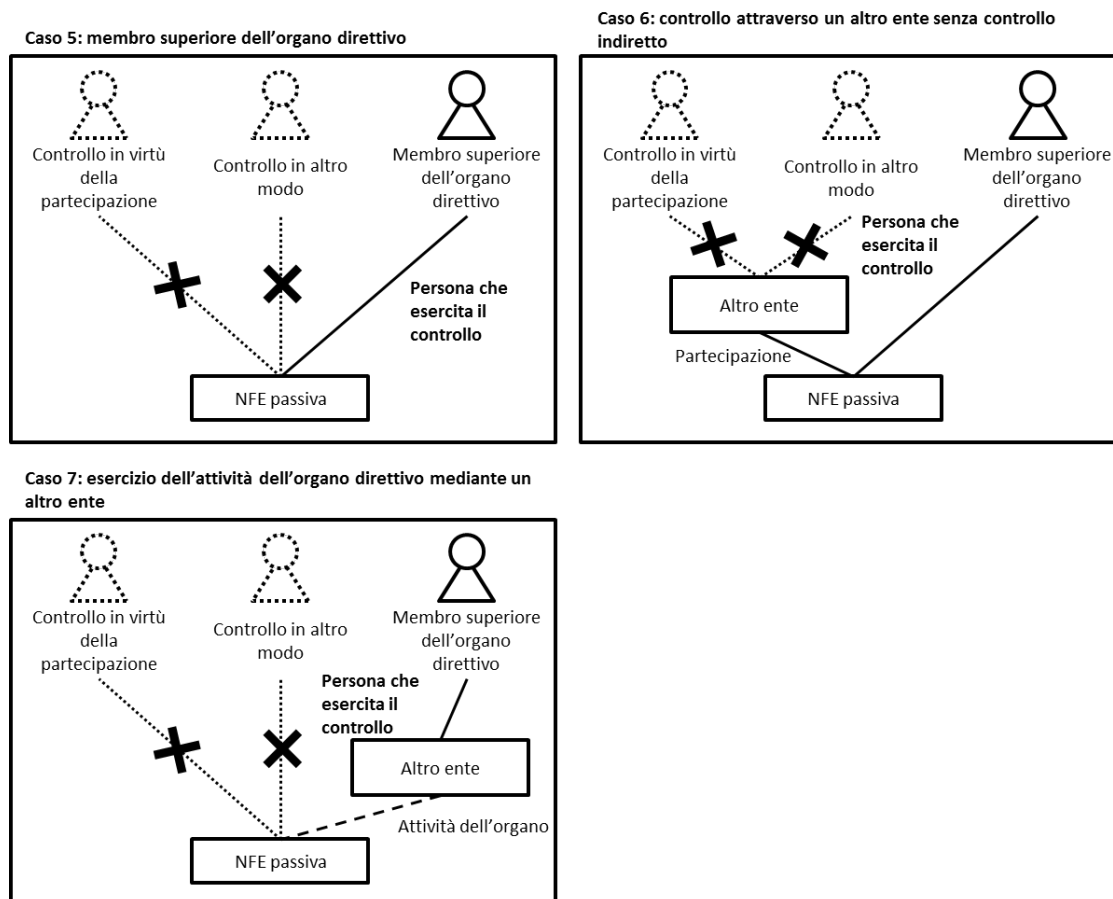 Caso 5: membro superiore dell'organo direttivo
Controllo in virtù
della
partecipazione
Controllo in altro
modo
Membro superiore
dell'organo
direttivo
Persona che
esercita il
controllo
NFE passiva
Caso 6: controllo attraverso un altro ente senza controllo
indiretto
Controllo in virtù
della
partecipazione
Controllo in altro
modo
Membro superiore
dell'organo
direttivo
Persona che
esercita il
controllo
Altro ente
Partecipazione
NFE passiva
Caso 7: esercizio dell'attività dell'organo direttivo mediante un
altro ente
Controllo in virtù
della
partecipazione
Controllo in altro
modo
Membro superiore
dell'organo
direttivo
Persona che
esercita il
controllo
Altro ente
Attività dell'organo
NFE passiva